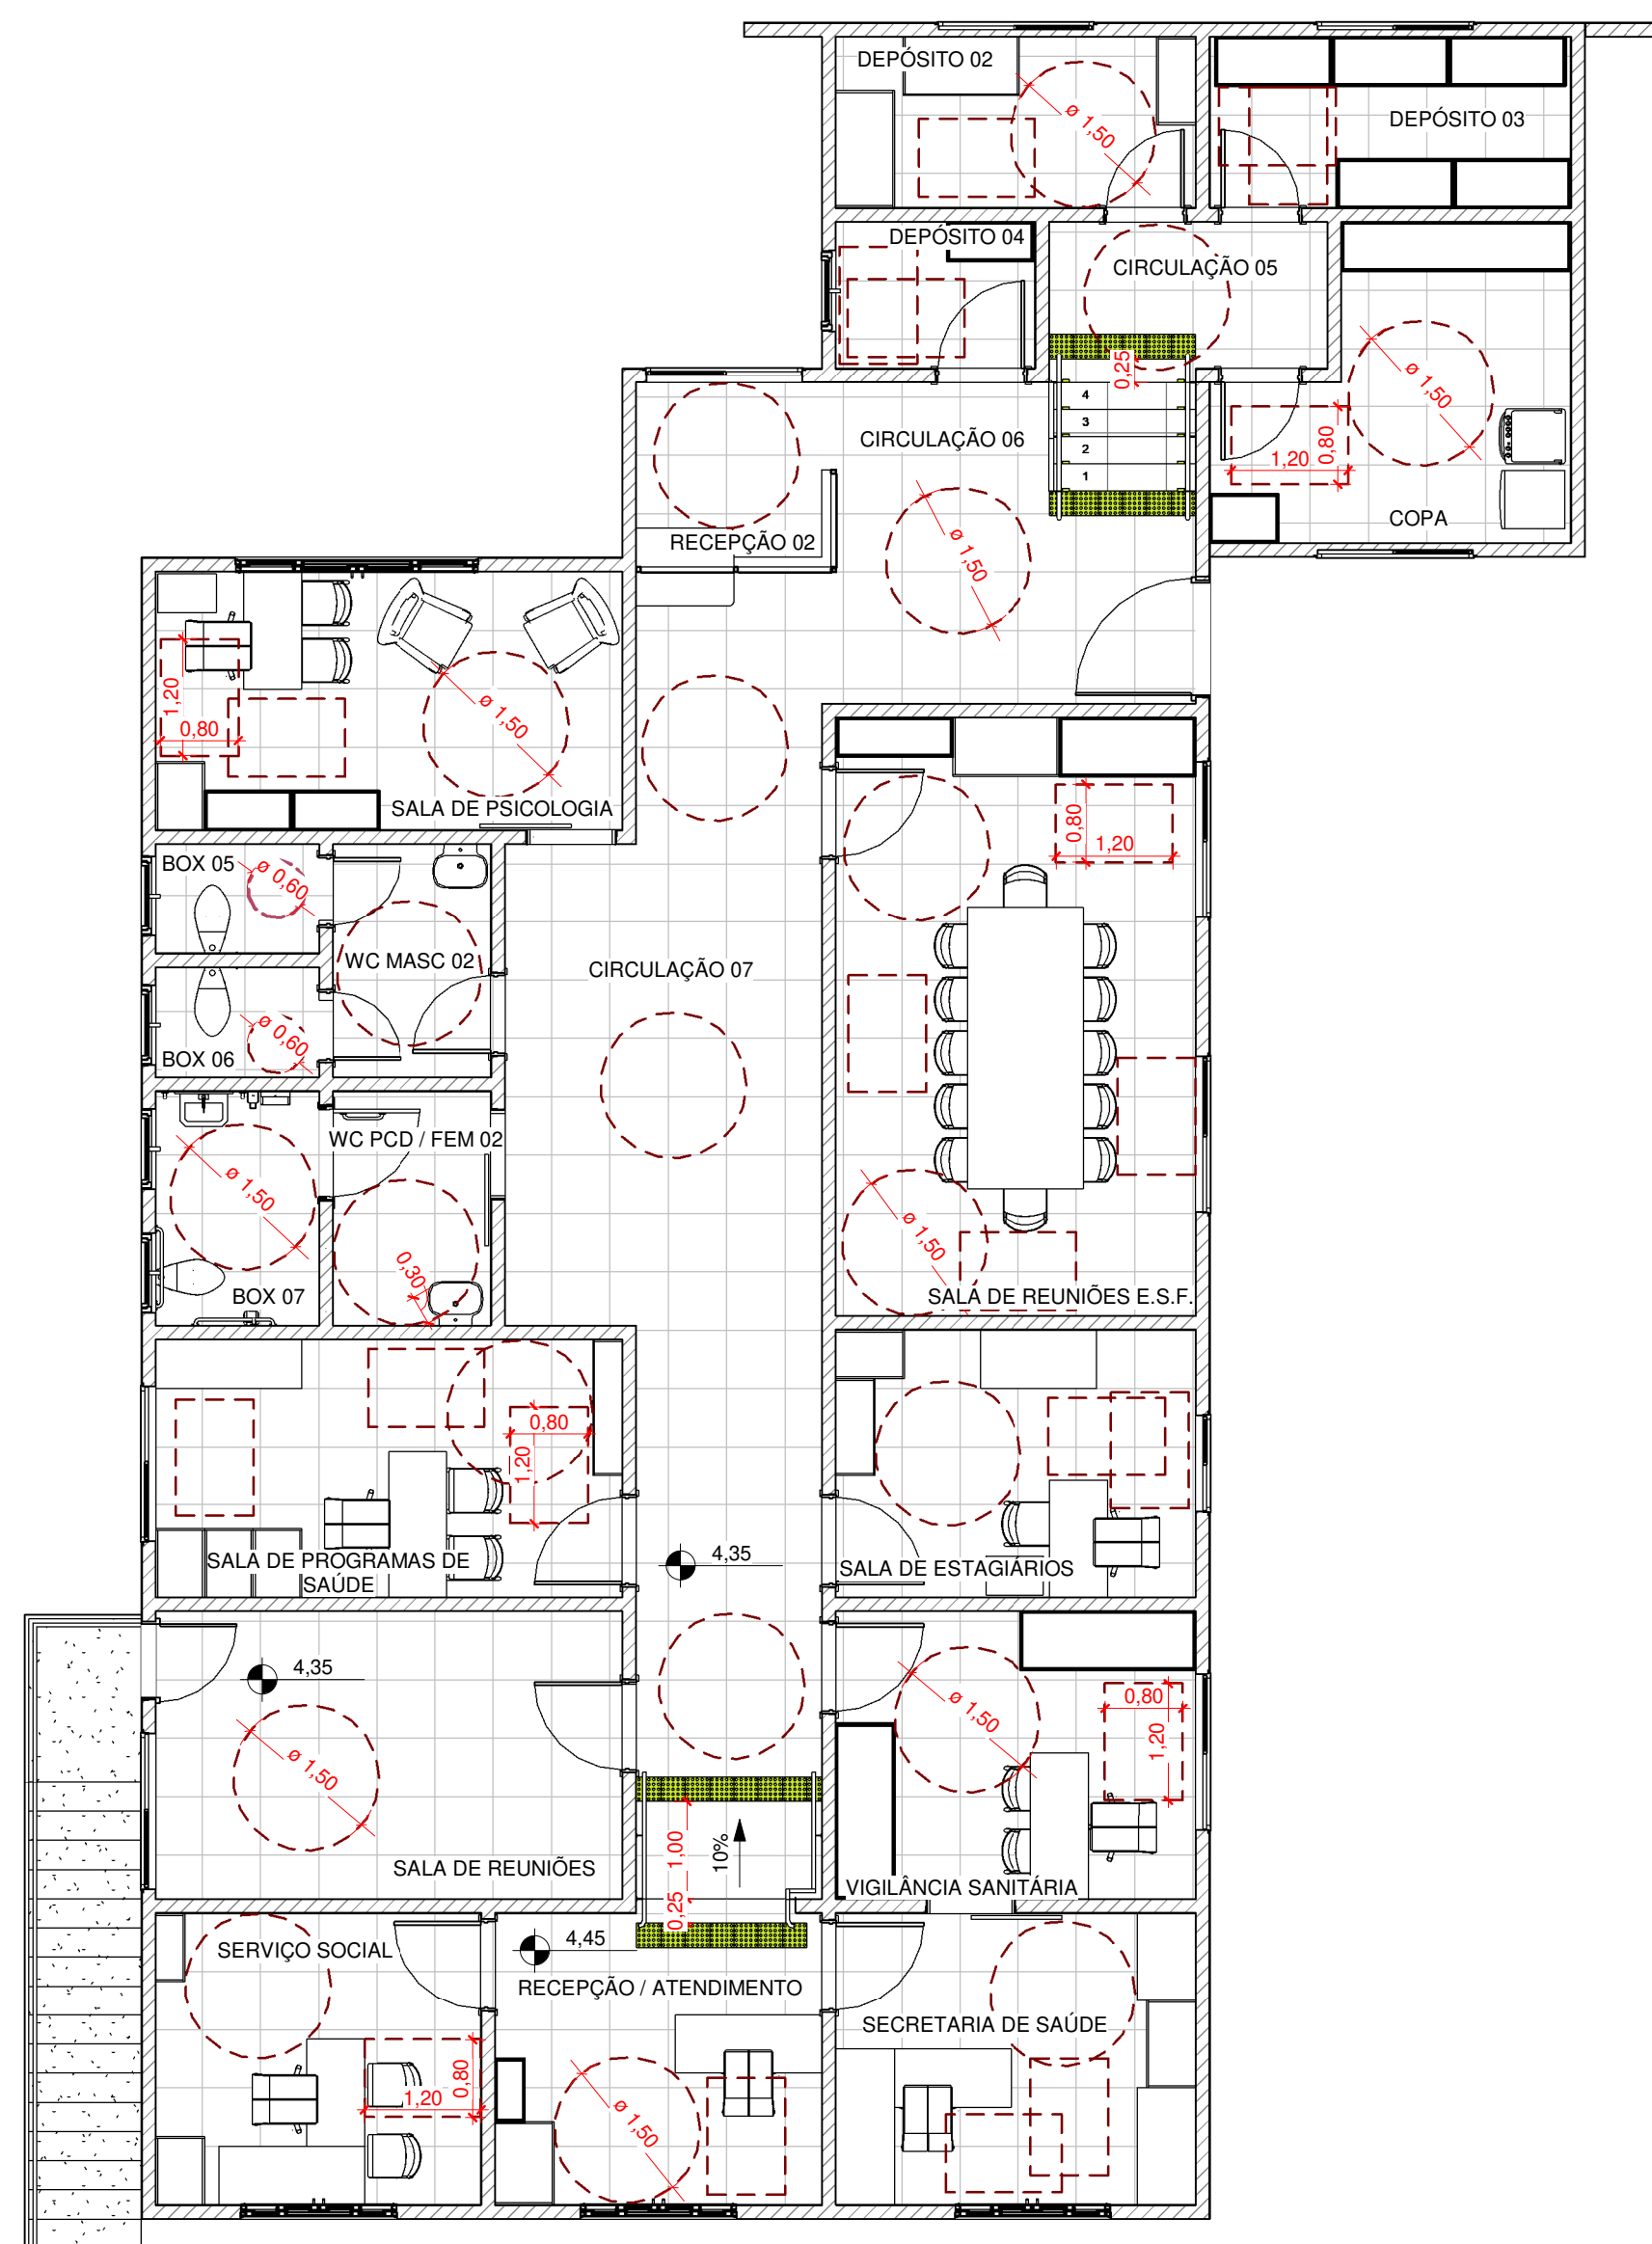 DEPÓSITO 02
ø 1,50
DEPÓSITO 03
DEPÓSITO 04
CIRCULAÇÃO 05
0,25
4
3
2
1
ø 1,50
1,20
0,80
COPA
CIRCULAÇÃO 06
RECEPÇÃO 02
ø 1,50
1,20
0,80
ø 1,50
SALA DE PSICOLOGIA
0,80
1,20
BOX 05
ø 0,60
WC MASC 02
CIRCULAÇÃO 07
BOX 06
ø 0,60
WC PCD / FEM 02
ø 1,50
0,30
BOX 07
ø 1,50
SALA DE REUNIÕES E.S.F.
0,80
1,20
SALA DE PROGRAMAS DE
SAÚDE
4,35
SALA DE ESTAGIÁRIOS
4,35
ø 1,50
SALA DE REUNIÕES
ø 1,50
0,80
1,20
1,00
0,25
10%
VIGILÂNCIA SANITÁRIA
SERVIÇO SOCIAL
4,45
RECEPÇÃO / ATENDIMENTO
SECRETARIA DE SAÚDE
1,20
0,80
ø 1,50